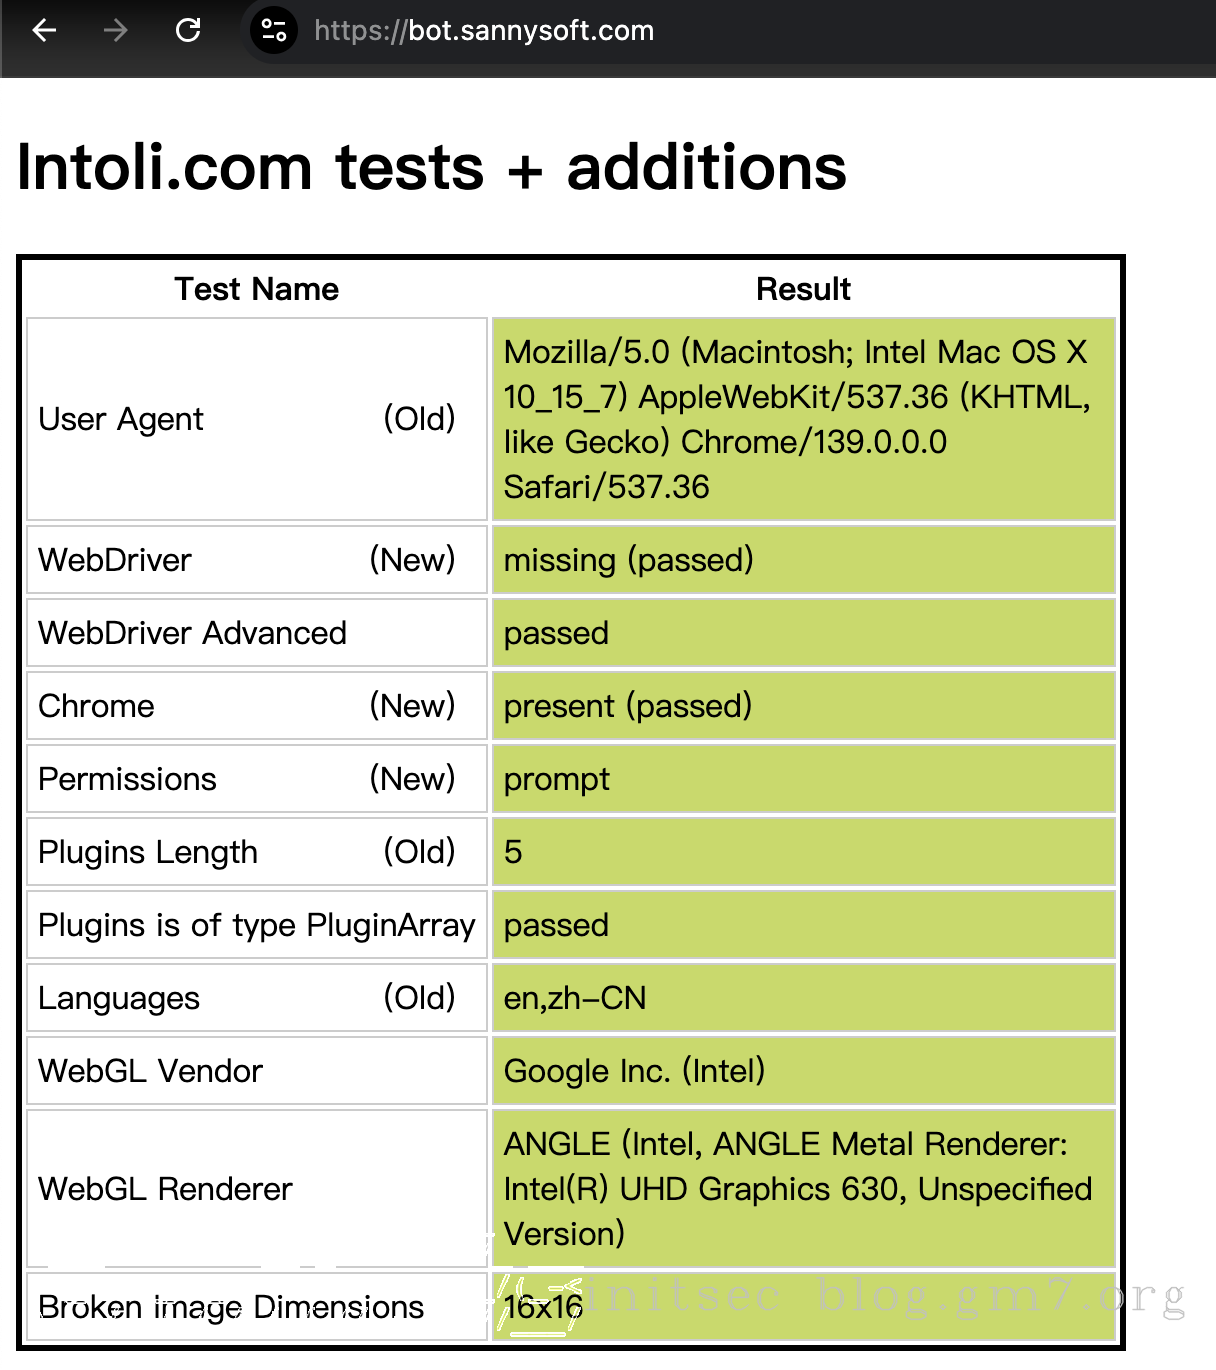 https://bot.sannysoft.com
Intoli.com tests + additions
Test Name Result
User Agent (Old) Mozilla/5.0 (Macintosh; Intel Mac OS X
10_15_7) AppleWebKit/537.36 (KHTML,
like Gecko) Chrome/139.0.0.0
Safari/537.36
WebDriver (New) missing (passed)
WebDriver Advanced passed
Chrome (New) present (passed)
Permissions (New) prompt
Plugins Length (Old) 5
Plugins is of type PluginArray passed
Languages (Old) en,zh-CN
WebGL Vendor Google Inc. (Intel)
WebGL Renderer ANGLE (Intel, ANGLE Metal Renderer:
Intel(R) UHD Graphics 630, Unspecified
Version)
Broken Image Dimensions 16x16
initsec blog.gm7.org